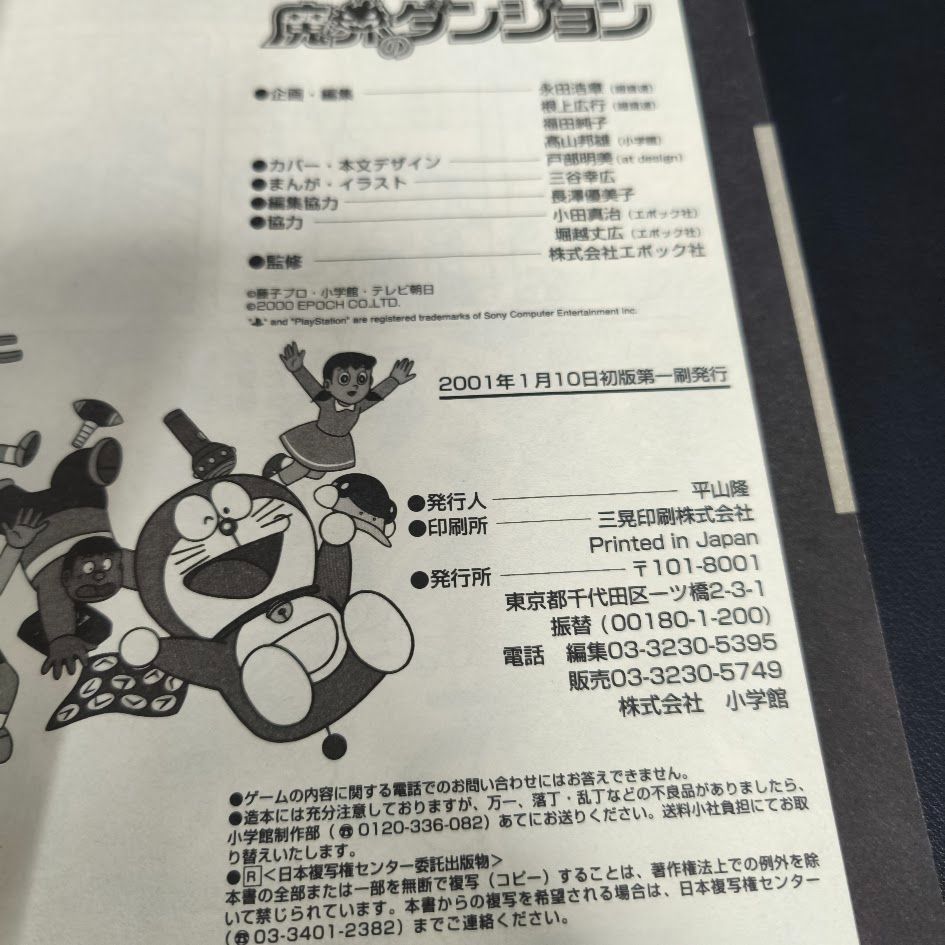 魔界のダンジョン
●企画・編集
永田浩章
根上広行
福田純子
高山邦雄（小学館）
●カバー・本文デザイン
戸部明美(at design)
●まんが・イラスト
三谷幸広
●編集協力
長澤優美子
●協力
小田真治（エポック社）
堀越丈広（エポック社）
●監修
株式会社エポック社
©藤子プロ・小学館・テレビ朝日
©2000 EPOCH CO.,LTD.
" " and "PlayStation" are registered trademarks of Sony Computer Entertainment Inc.
2001年1月10日初版第一刷発行
●発行人
平山隆
●印刷所
三晃印刷株式会社
Printed in Japan
●発行所
〒101-8001
東京都千代田区一ツ橋2-3-1
振替（00180-1-200）
電話　編集03-3230-5395
販売03-3230-5749
株式会社　小学館
●ゲームの内容に関する電話でのお問い合わせにはお答えできません。
●造本には充分注意しておりますが、万一、落丁・乱丁などの不良品がありましたら、
小学館制作部（☎0120-336-082）あてにお送りください。送料小社負担にてお取
り替えいたします。
●R＜日本複写権センター委託出版物＞
本書の全部または一部を無断で複写（コピー）することは、著作権法上での例外を除
いて禁じられています。本書からの複写を希望される場合は、日本複写権センター
（☎03-3401-2382）までご連絡ください。